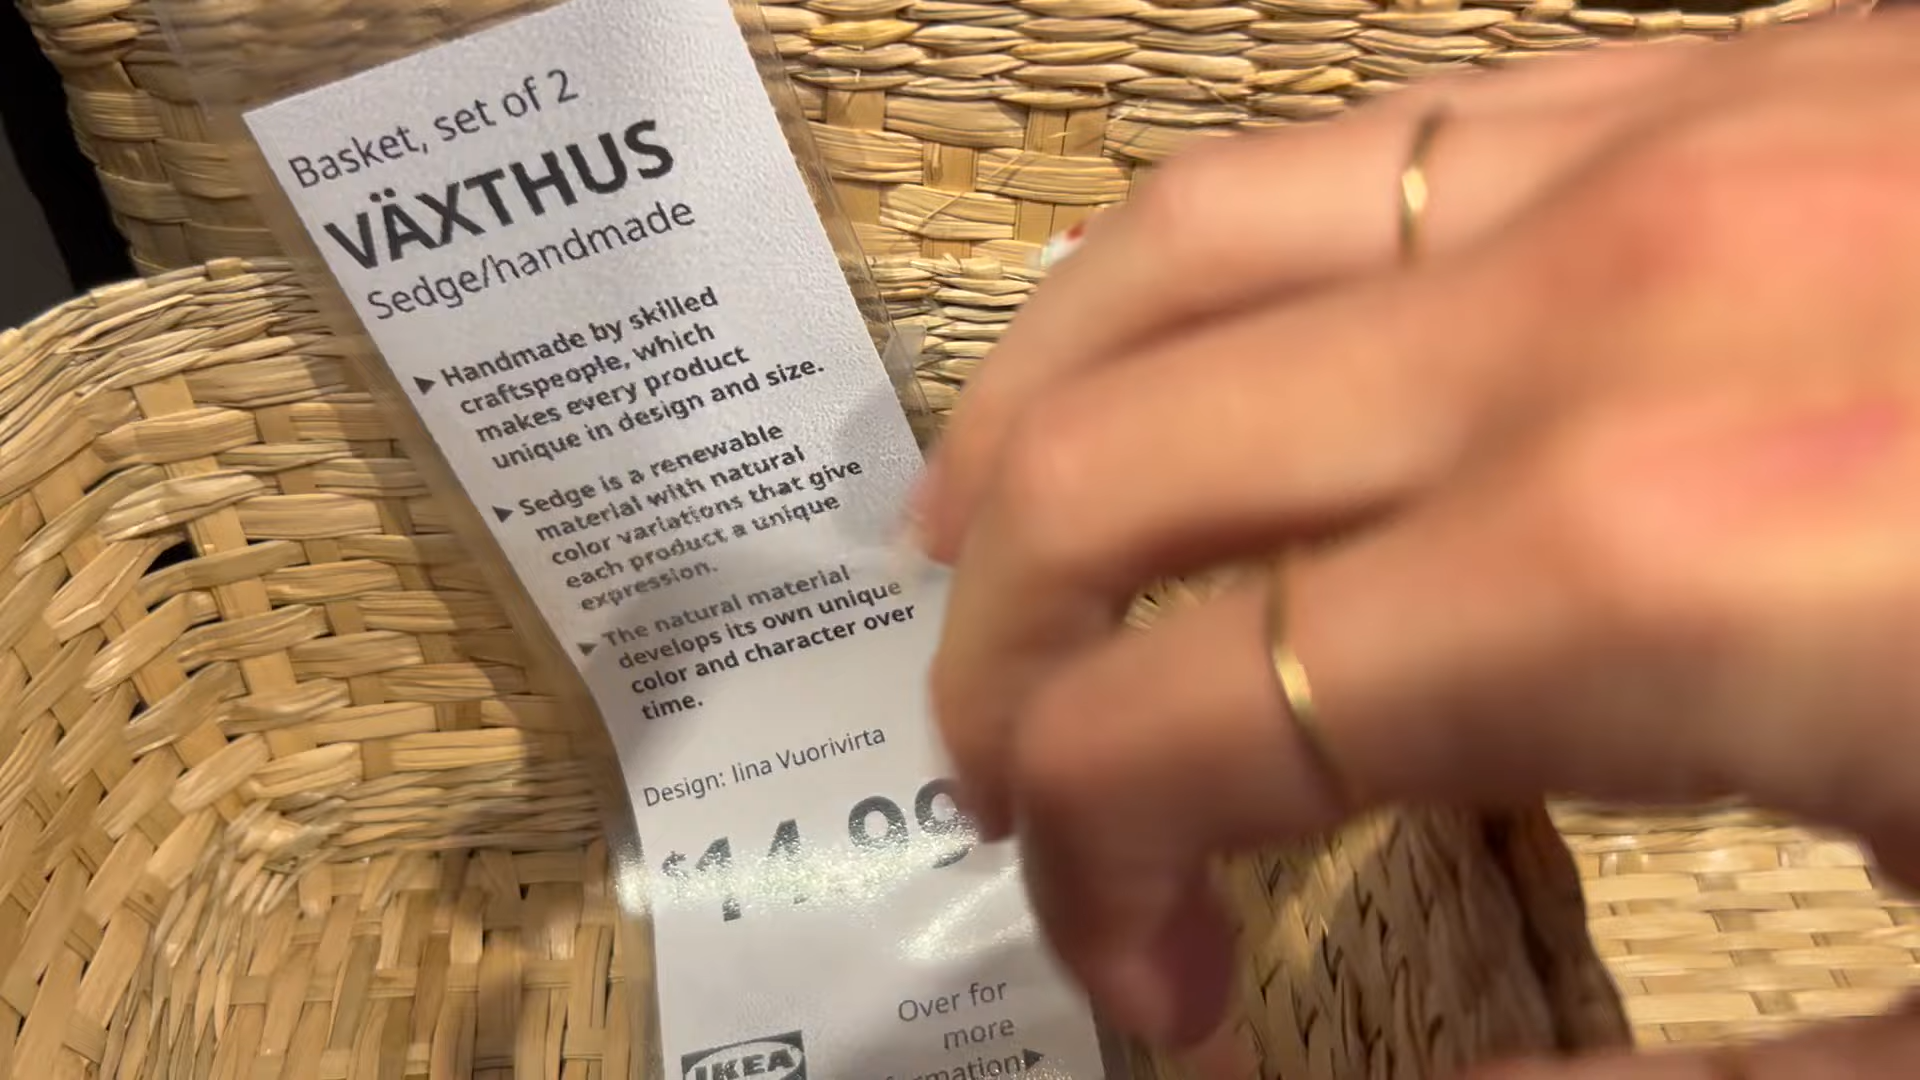 Basket, set of 2
VÄXTHUS
Sedge/handmade
▶ Handmade by skilled
craftspeople, which
makes every product
unique in design and size.
▶ Sedge is a renewable
material with natural
color variations that give
each product a unique
expression.
▶ The natural material
develops its own unique
color and character over
time.
Design: Iina Vuorivirta
$14.99
Over for
more
IKEA